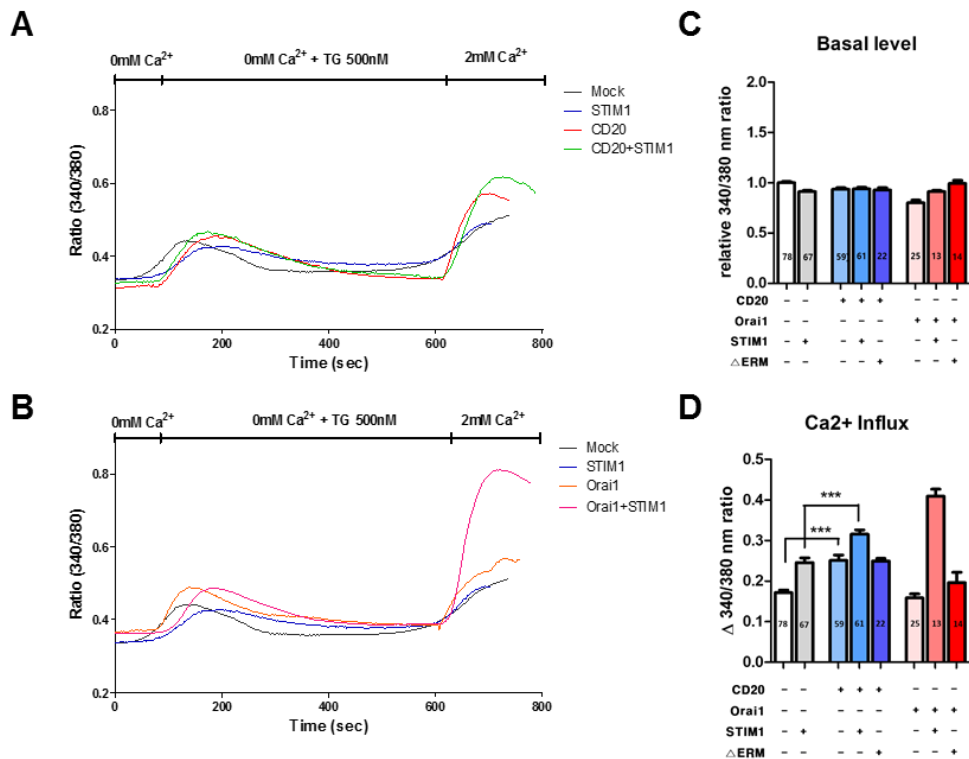 A
0mM Ca2+ 0mM Ca2+ + TG 500nM 2mM Ca2+
Mock
STIM1
CD20
CD20+STIM1
Ratio (340/380)
0.8
0.6
0.4
0.2
0 200 400 600 800
Time (sec)
B
0mM Ca2+ 0mM Ca2+ + TG 500nM 2mM Ca2+
Mock
STIM1
Orai1
Orai1+STIM1
Ratio (340/380)
0.8
0.6
0.4
0.2
0 200 400 600 800
Time (sec)
C
Basal level
relative 340/380 nm ratio
2.0
1.5
1.0
0.5
0.0
78 67 59 61 22 25 13 14
CD20 – – + + + – – –
Orai1 – – – – – + + +
STIM1 – + – + – – + –
△ERM – – – – + – – +
D
Ca2+ Influx
Δ 340/380 nm ratio
0.5
0.4
0.3
0.2
0.1
0.0
*** ***
78 67 59 61 22 25 13 14
CD20 – – + + + – – –
Orai1 – – – – – + + +
STIM1 – + – + – – + –
△ERM – – – – + – – +